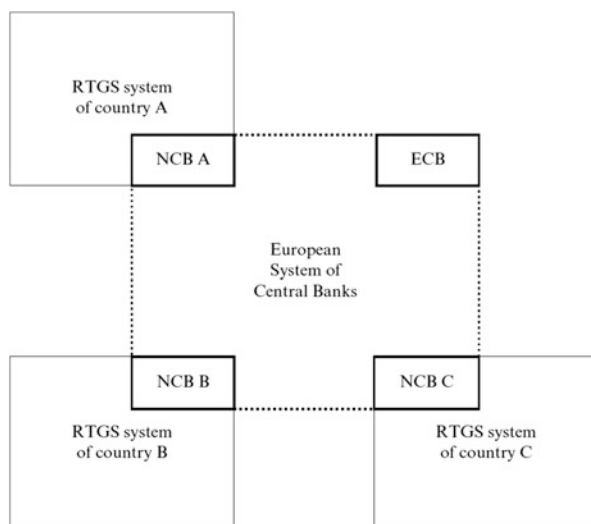 RTGS system
of country A
NCB A
ECB
European
System of
Central Banks
NCB B
NCB C
RTGS system
of country B
RTGS system
of country C